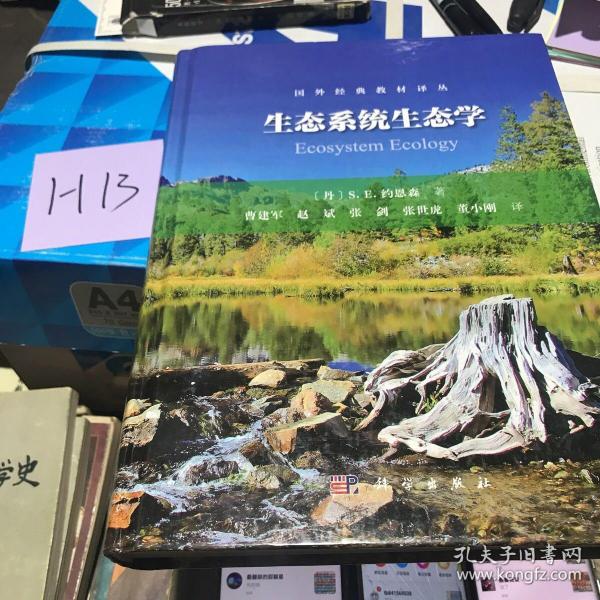 国外经典教材译丛
生态系统生态学
Ecosystem Ecology
〔丹〕S. E. 约恩森 著
曹建军 赵 斌 张 剑 张世虎 董小刚 译
H13
A4
学史
SP 科学出版社
孔夫子旧书网
www.kongfz.com